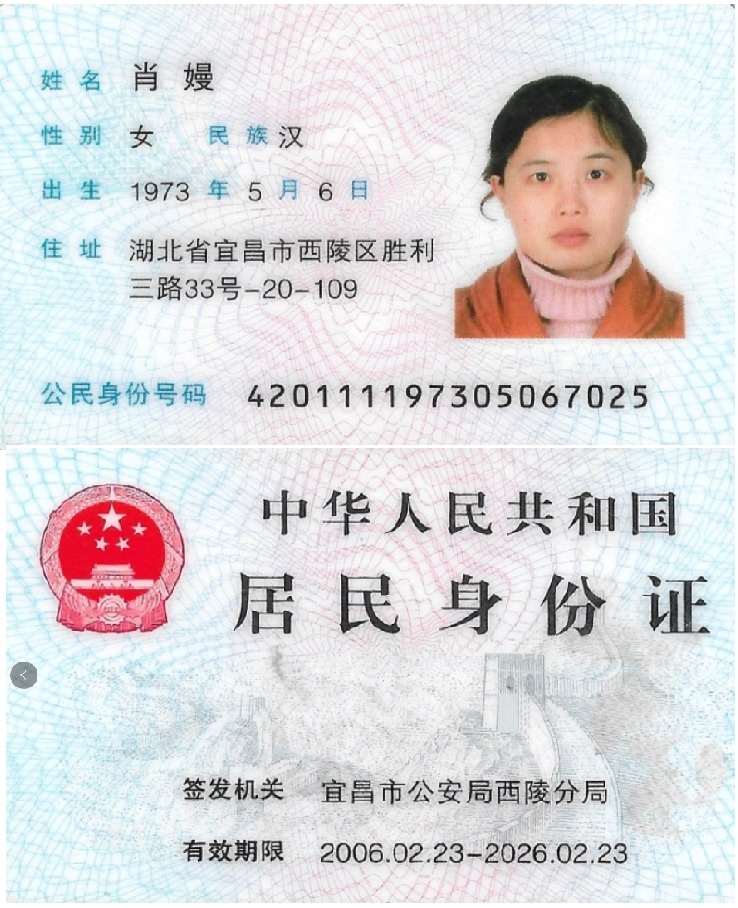 姓名 肖嫚
性别 女 民族 汉
出生 1973 年 5 月 6 日
住址 湖北省宜昌市西陵区胜利
三路33号-20-109
公民身份号码 420111197305067025
中华人民共和国
居民身份证
签发机关 宜昌市公安局西陵分局
有效期限 2006.02.23-2026.02.23